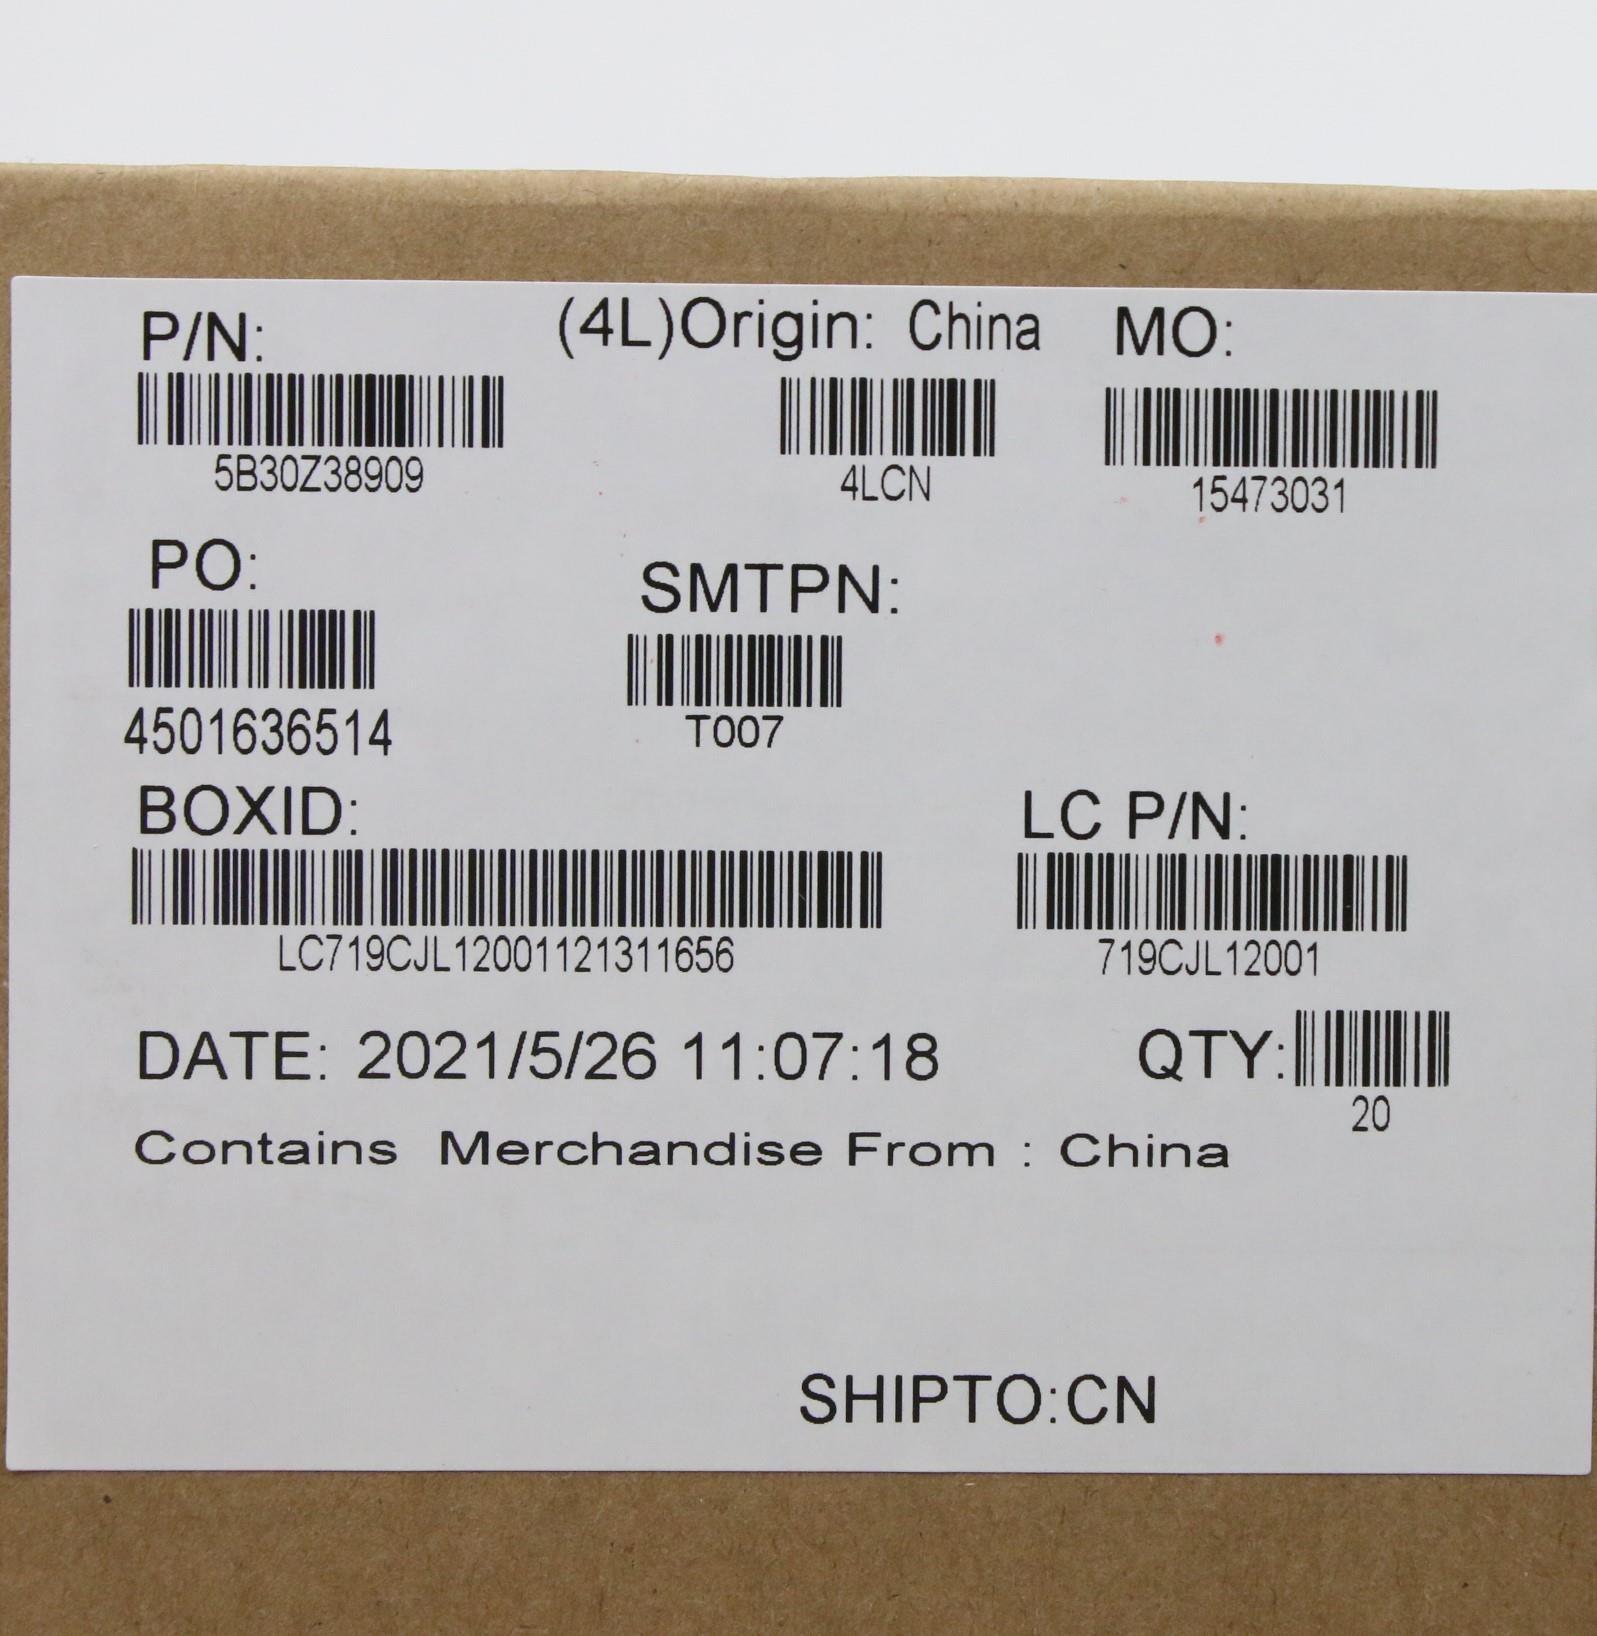 P/N:
(4L)Origin: China
MO:
5B30Z38909
4LCN
15473031
PO:
SMTPN:
4501636514
T007
BOXID:
LC P/N:
LC719CJL12001121311656
719CJL12001
DATE: 2021/5/26 11:07:18
QTY:
20
Contains Merchandise From : China
SHIPTO:CN